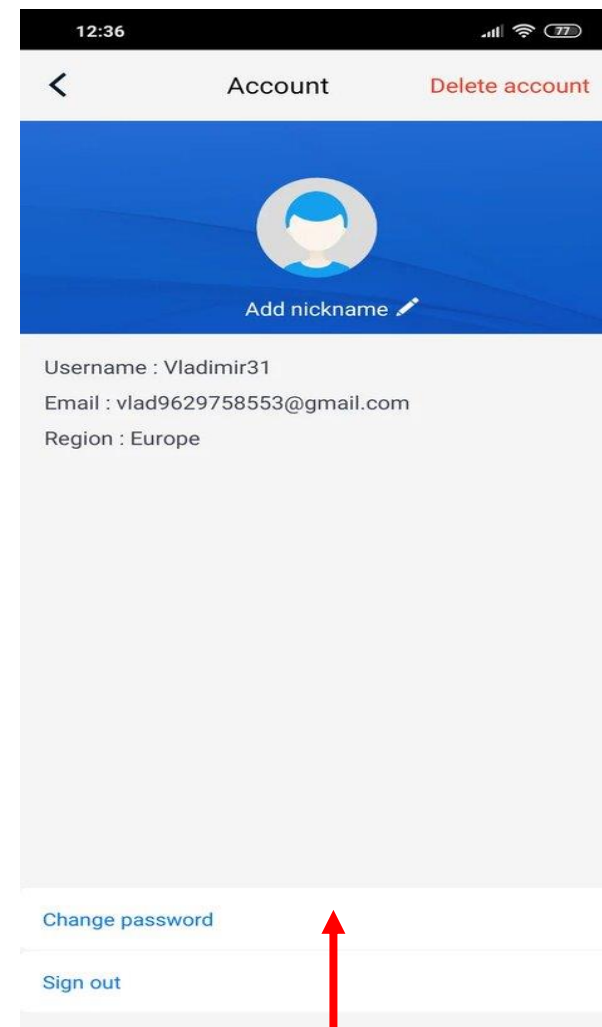 12:36
77
Account
Delete account
Add nickname
Username : Vladimir31
Email : vlad9629758553@gmail.com
Region : Europe
Change password
Sign out